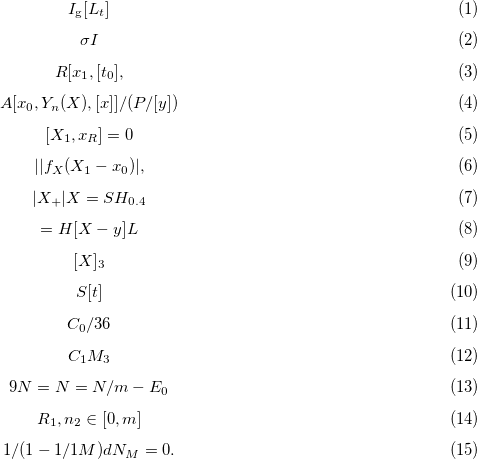 I_g[L_t] (1)
σI (2)
R[x_1, [t_0], (3)
A[x_0, Y_n(X), [x]]/(P/[y]) (4)
[X_1, x_R] = 0 (5)
||f_X(X_1 − x_0)|, (6)
|X_+|X = SH_{0.4} (7)
= H[X − y]L (8)
[X]_3 (9)
S[t] (10)
C_0/36 (11)
C_1M_3 (12)
9N = N = N/m − E_0 (13)
R_1, n_2 ∈ [0, m] (14)
1/(1 − 1/1M)dN_M = 0. (15)